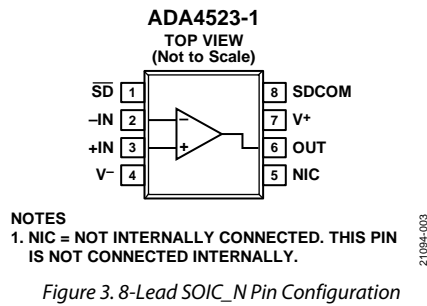 ADA4523-1
TOP VIEW
(Not to Scale)
SD 1
–IN 2
+IN 3
V– 4
8 SDCOM
7 V+
6 OUT
5 NIC
–
+
NOTES
1. NIC = NOT INTERNALLY CONNECTED. THIS PIN
IS NOT CONNECTED INTERNALLY.
21094-003
Figure 3. 8-Lead SOIC_N Pin Configuration